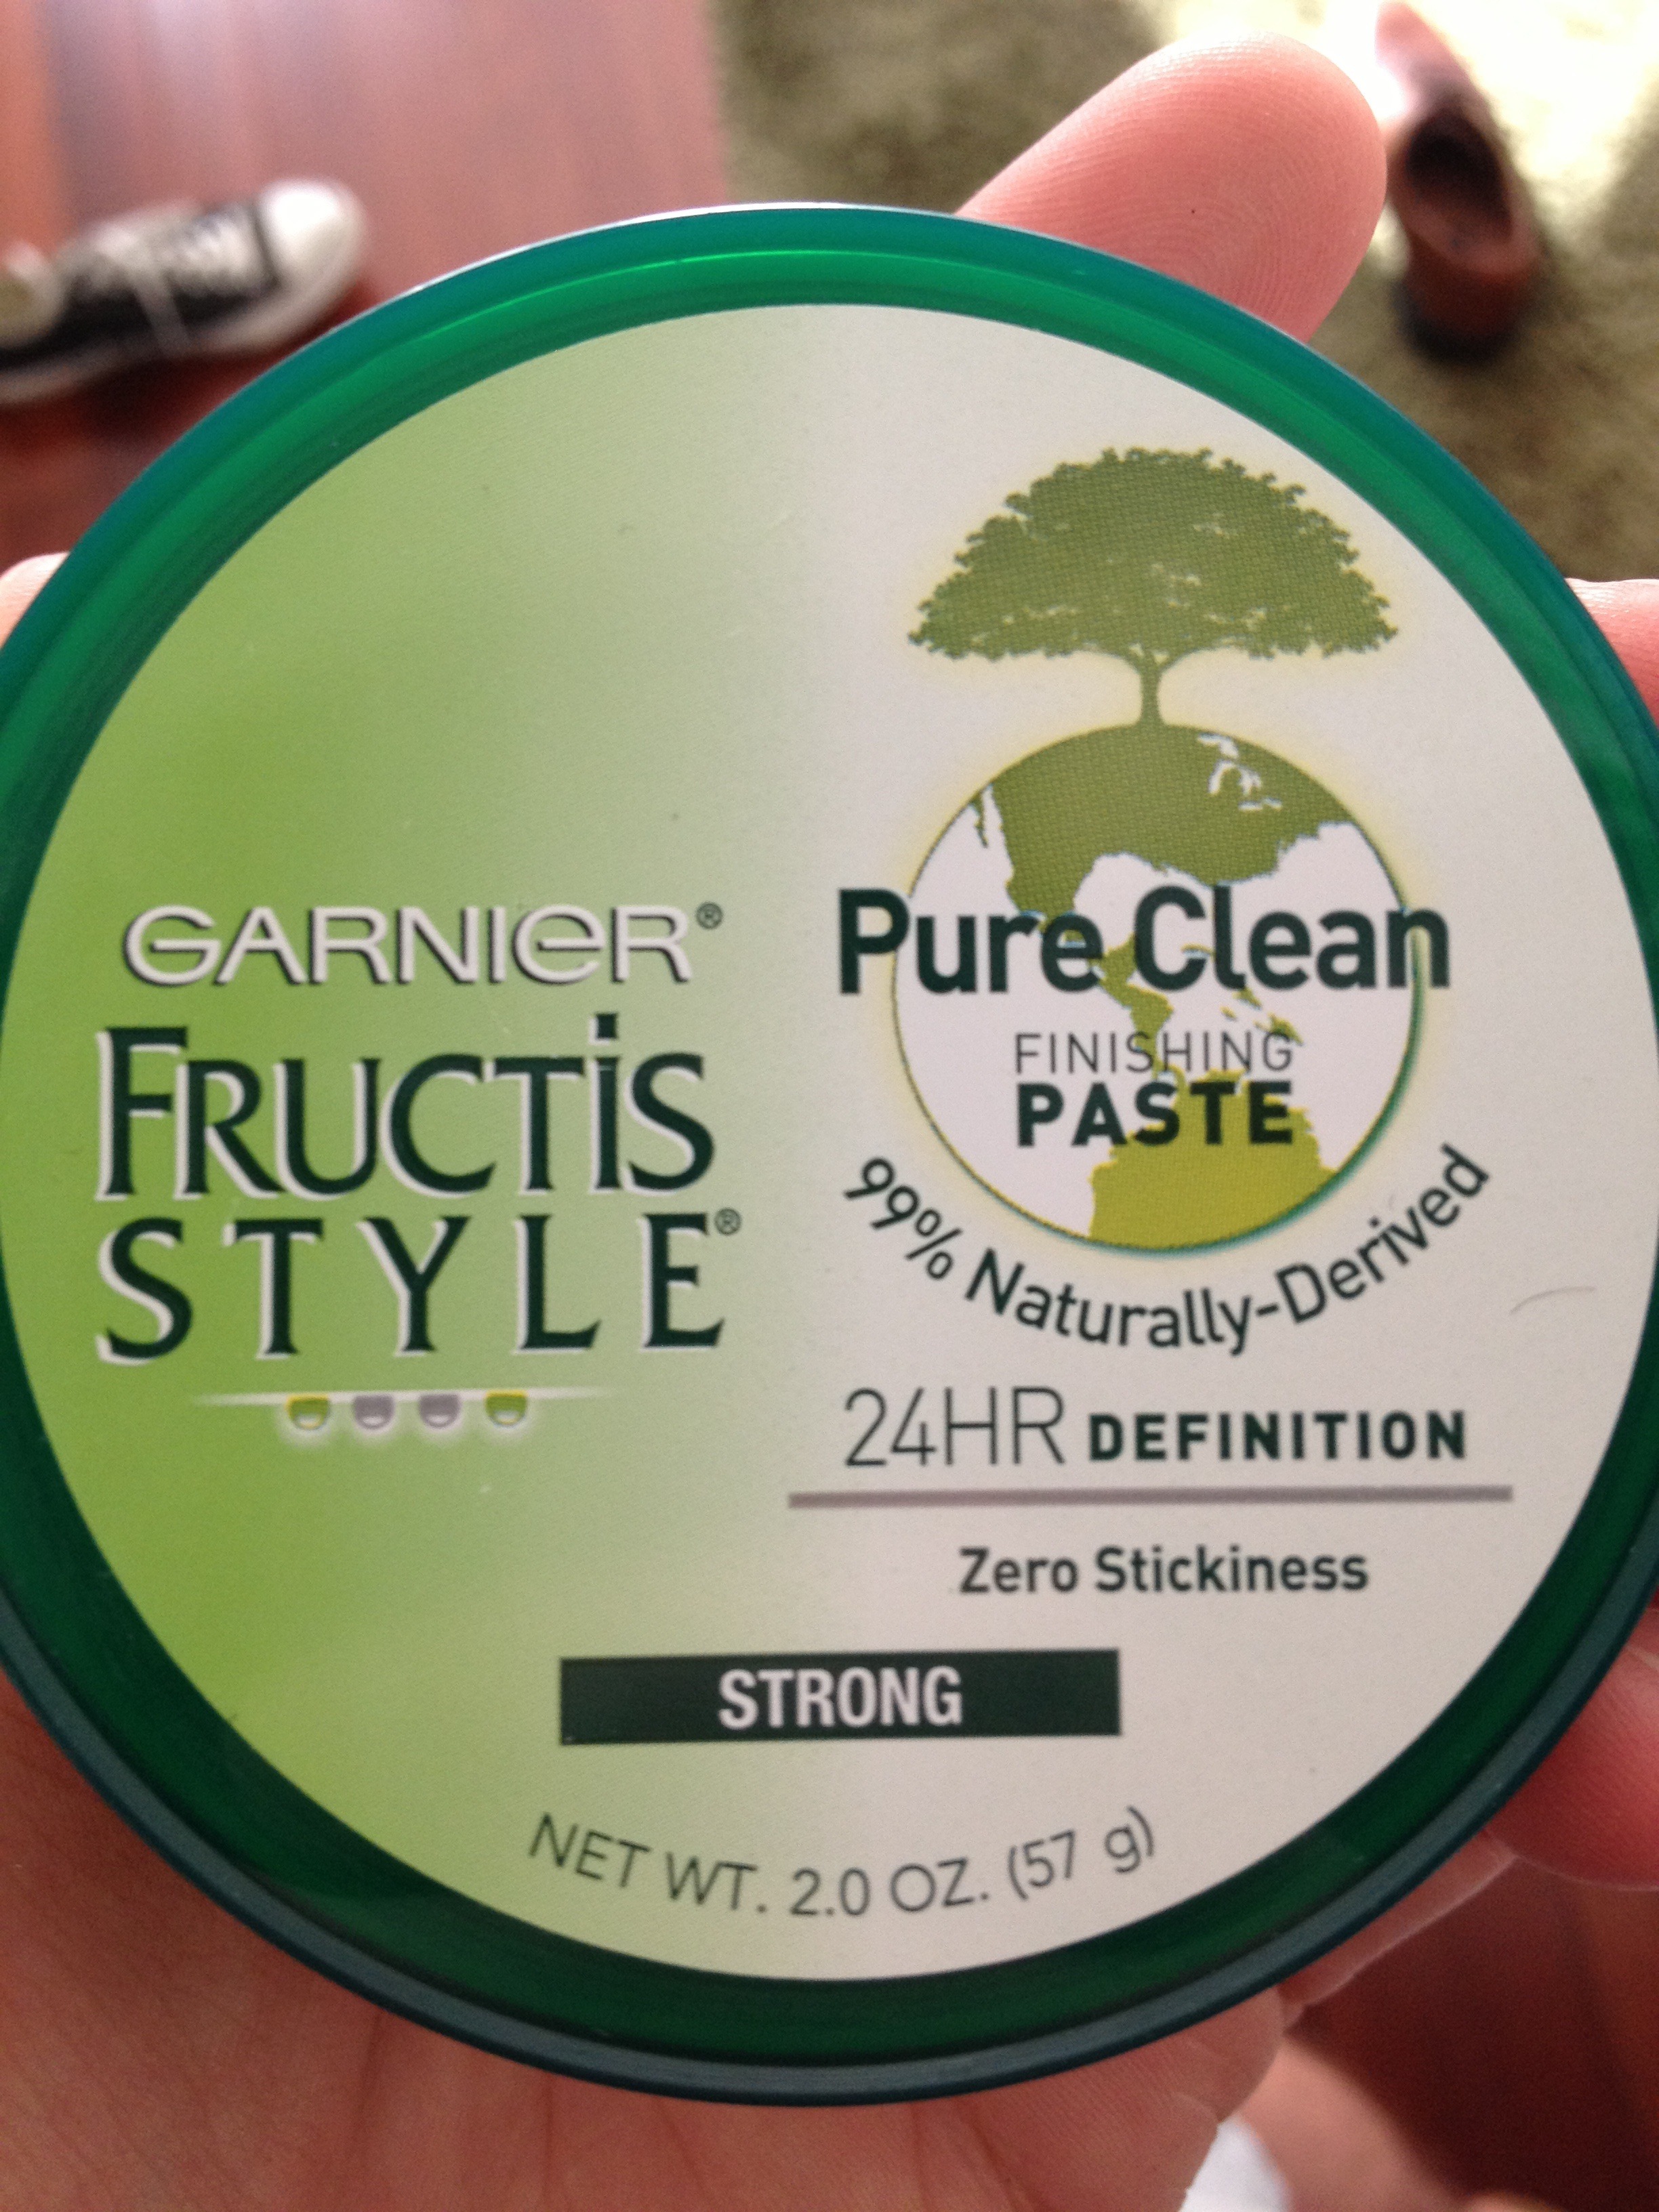 GARNIER®
FRUCTIS
STYLE®
Pure Clean
FINISHING
PASTE
99% Naturally-Derived
24HR DEFINITION
Zero Stickiness
STRONG
NET WT. 2.0 OZ. (57 g)